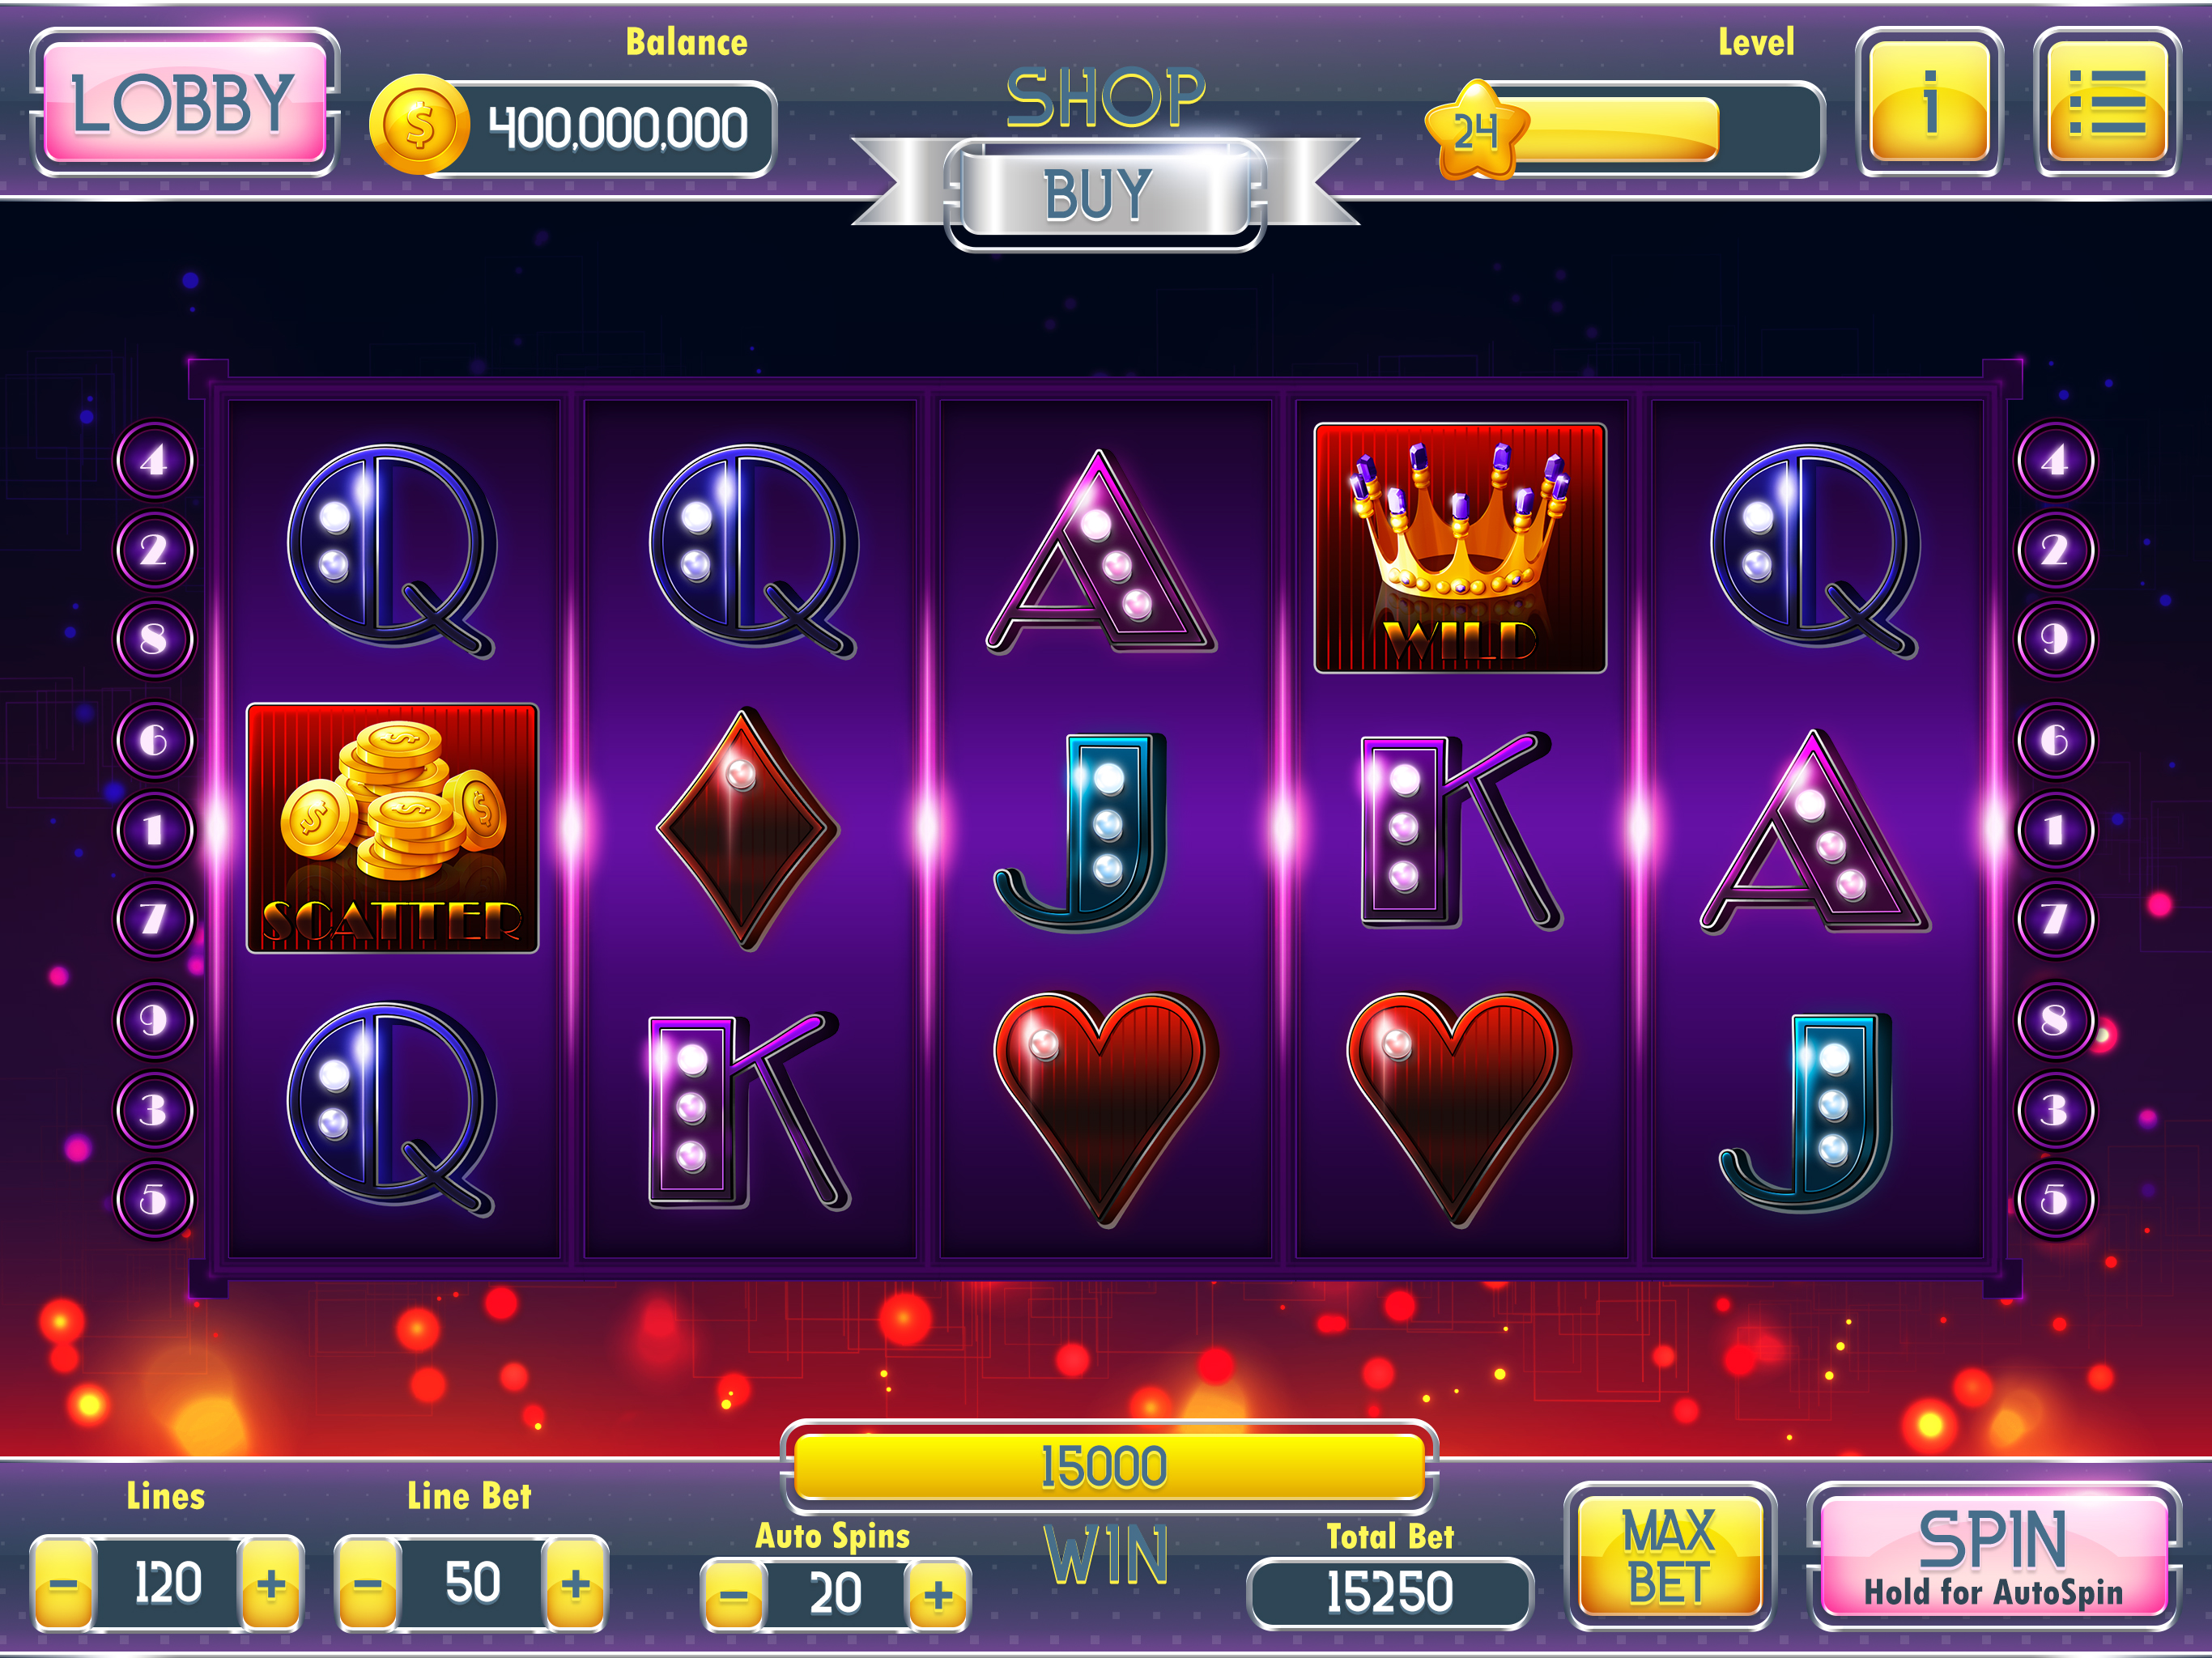 Balance
Level
LOBBY
$ 400,000,000
SHOP
BUY
24
i
4
Q Q A
WILD
Q
4
2
2
8
9
6
6
$ $ $ $
SCATTER
J K A
1
1
7
7
9
8
Q K J
3
3
5
5
15000
WIN
Lines
Line Bet
Auto Spins
Total Bet
- 120 +
- 50 +
- 20 +
15250
MAX
BET
SPIN
Hold for AutoSpin